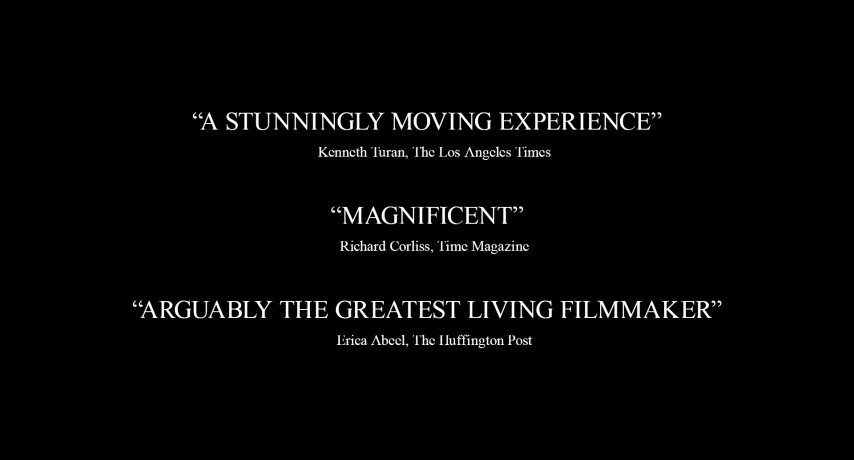 “A STUNNINGLY MOVING EXPERIENCE”
Kenneth Turan, The Los Angeles Times
“MAGNIFICENT”
Richard Corliss, Time Magazine
“ARGUABLY THE GREATEST LIVING FILMMAKER”
Erica Abeel, The Huffington Post